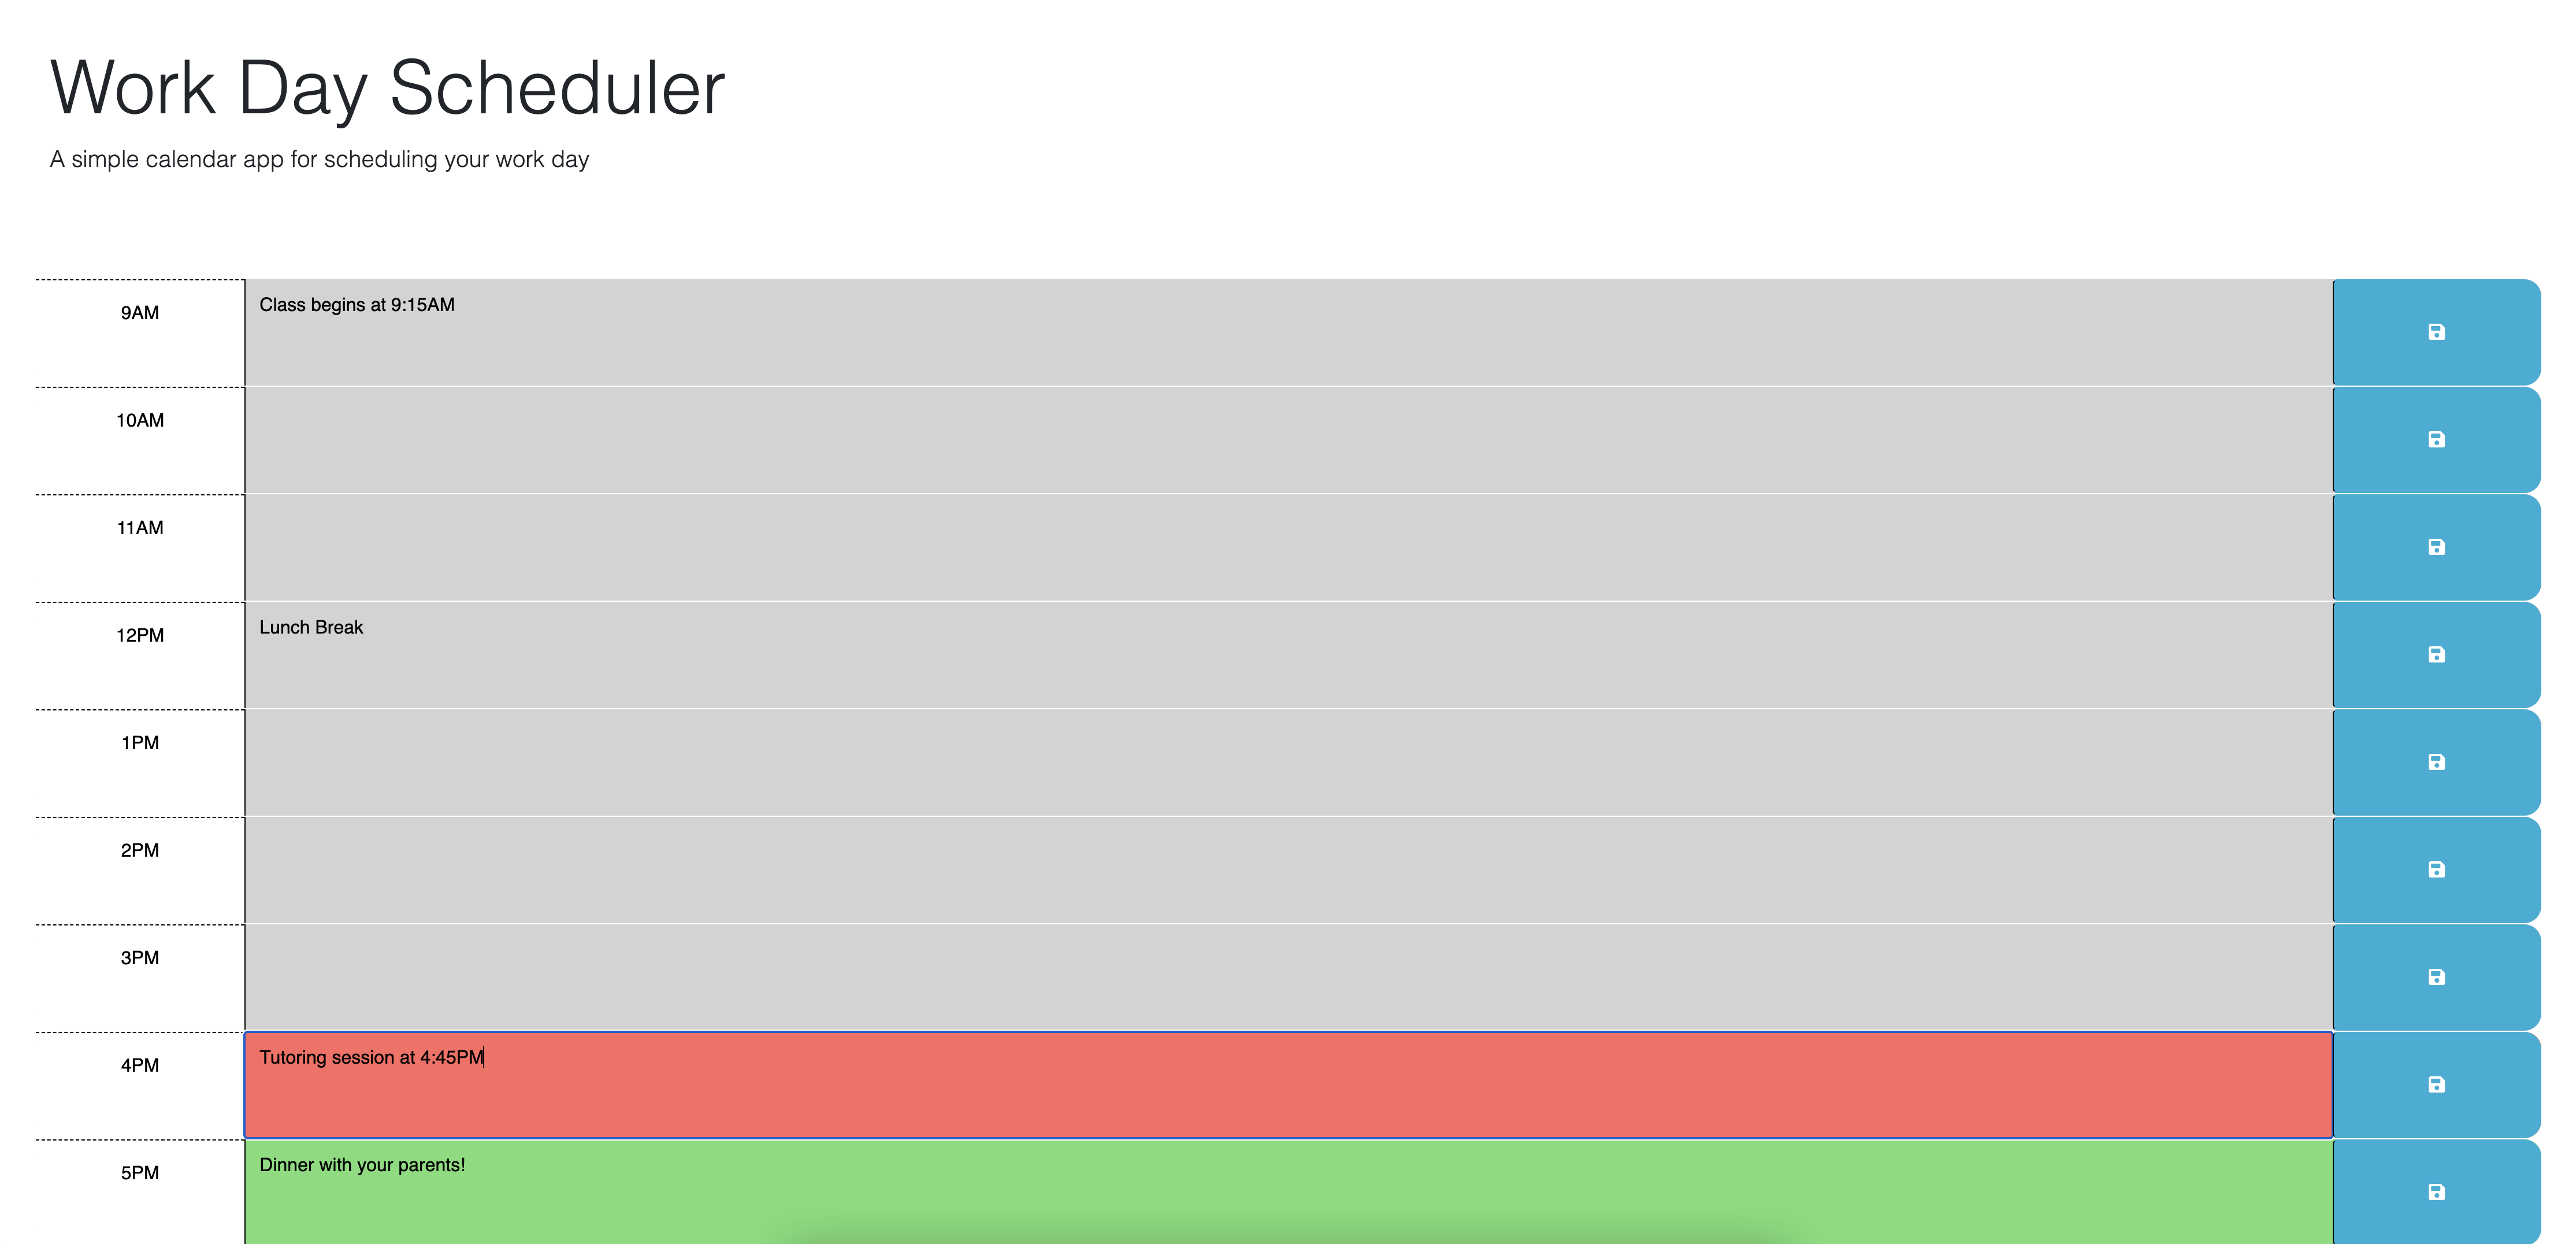 Work Day Scheduler
A simple calendar app for scheduling your work day
9AM
Class begins at 9:15AM
10AM
11AM
12PM
Lunch Break
1PM
2PM
3PM
4PM
Tutoring session at 4:45PM
5PM
Dinner with your parents!